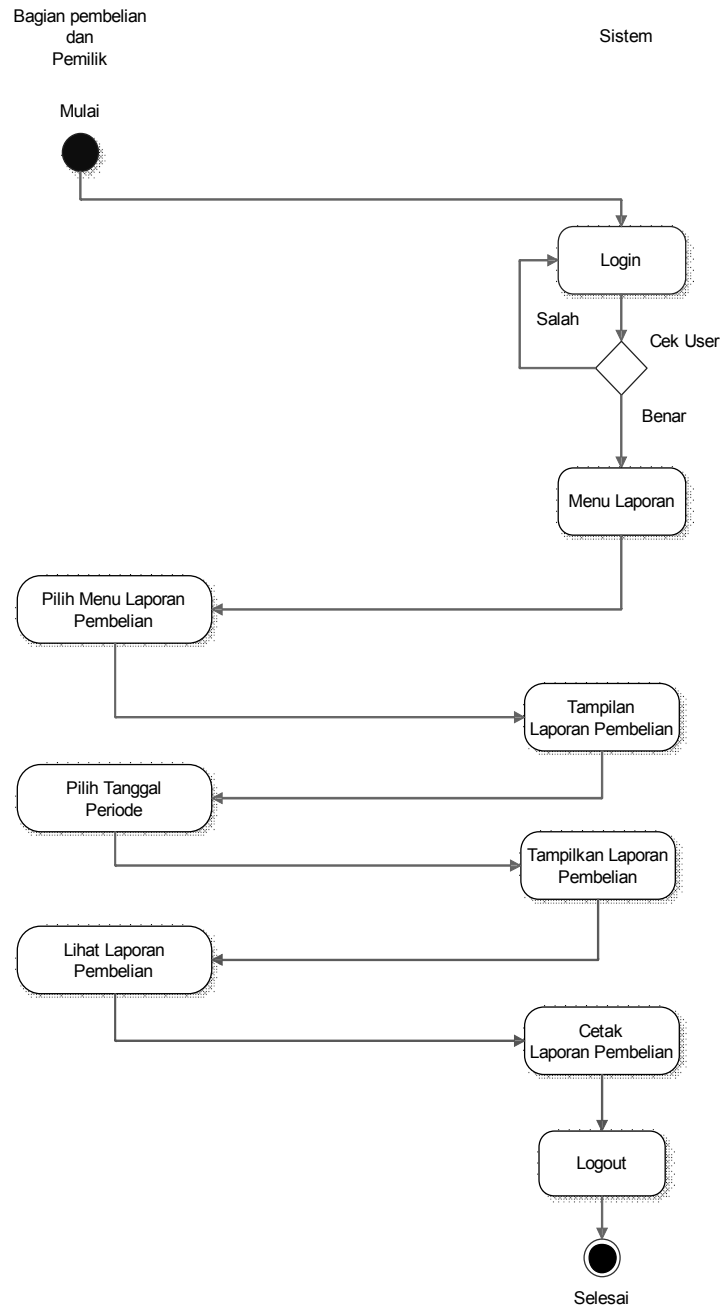 Bagian pembelian
dan
Pemilik
Sistem
Mulai
Login
Salah
Cek User
Benar
Menu Laporan
Pilih Menu Laporan
Pembelian
Tampilan
Laporan Pembelian
Pilih Tanggal
Periode
Tampilkan Laporan
Pembelian
Lihat Laporan
Pembelian
Cetak
Laporan Pembelian
Logout
Selesai